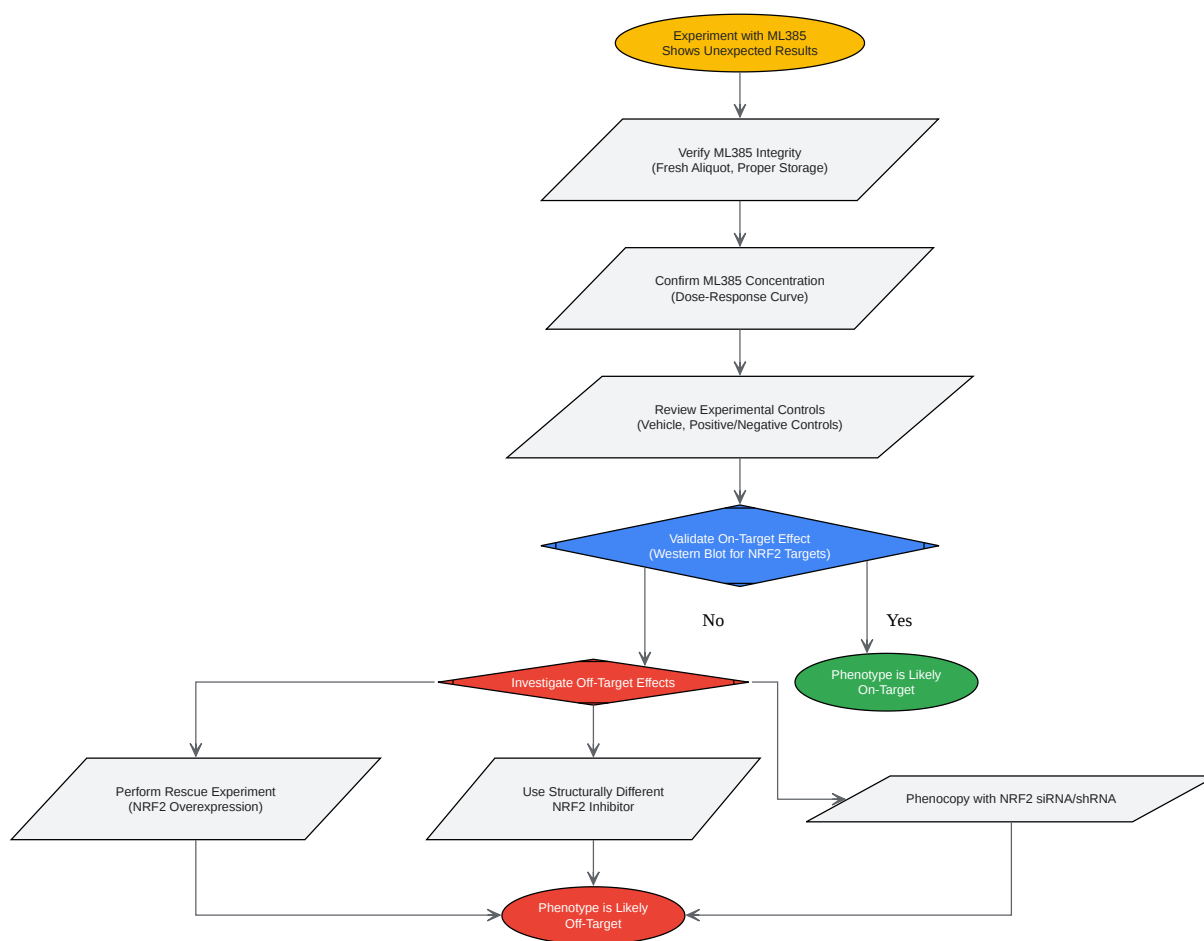 Experiment with ML385
Shows Unexpected Results
Verify ML385 Integrity
(Fresh Aliquot, Proper Storage)
Confirm ML385 Concentration
(Dose-Response Curve)
Review Experimental Controls
(Vehicle, Positive/Negative Controls)
Validate On-Target Effect
(Western Blot for NRF2 Targets)
No
Yes
Investigate Off-Target Effects
Phenotype is Likely
On-Target
Perform Rescue Experiment
(NRF2 Overexpression)
Use Structurally Different
NRF2 Inhibitor
Phenocopy with NRF2 siRNA/shRNA
Phenotype is Likely
Off-Target